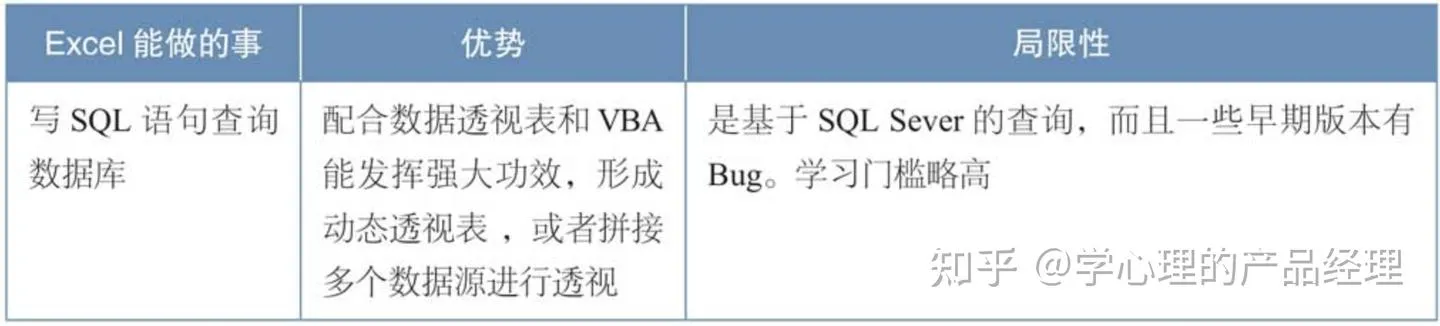 Excel 能做的事
优势
局限性
写 SQL 语句查询
数据库
配合数据透视表和 VBA
能发挥强大功效，形成
动态透视表 ，或者拼接
多个数据源进行透视
是基于 SQL Sever 的查询，而且一些早期版本有
Bug。学习门槛略高
知乎 @学心理的产品经理